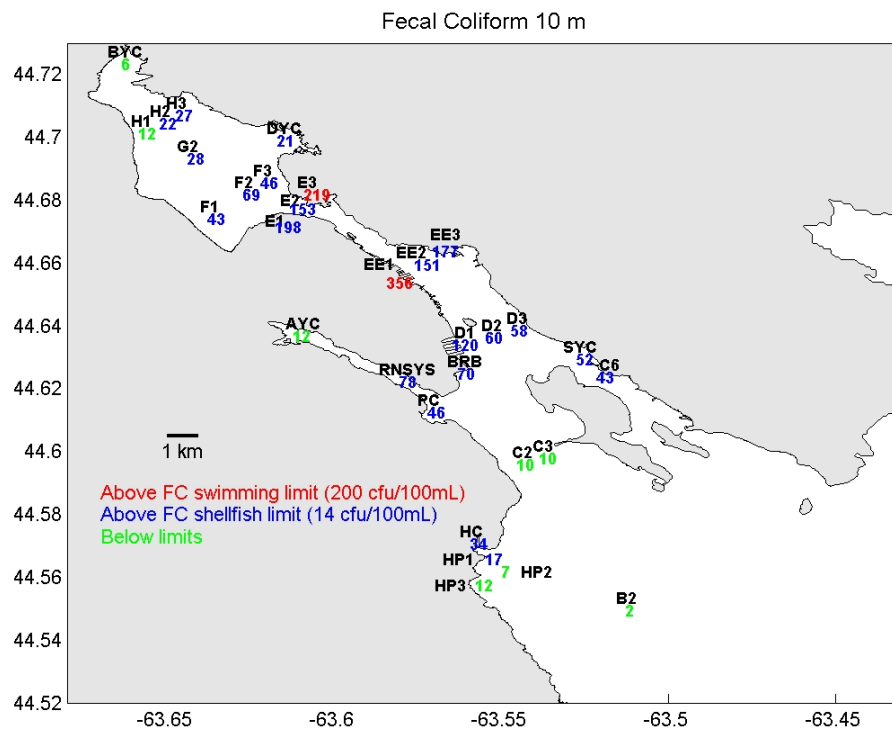 Fecal Coliform 10 m
BYC
6
44.72
H3
27
H2
22
H1
12
44.7
DYC
21
G2
28
F3
46
F2
69
E3
219
44.68
E2
153
F1
43
E1
198
EE3
177
EE2
151
44.66
EE1
356
44.64
AYC
12
D3
58
D2
60
D1
120
SYC
52
BRB
70
C6
43
RNSYS
78
44.62
PC
46
44.6
1 km
C3
10
C2
10
Above FC swimming limit (200 cfu/100mL)
Above FC shellfish limit (14 cfu/100mL)
Below limits
44.58
HC
34
HP1
17
44.56
7
HP2
HP3
12
B2
2
44.54
44.52
-63.65
-63.6
-63.55
-63.5
-63.45